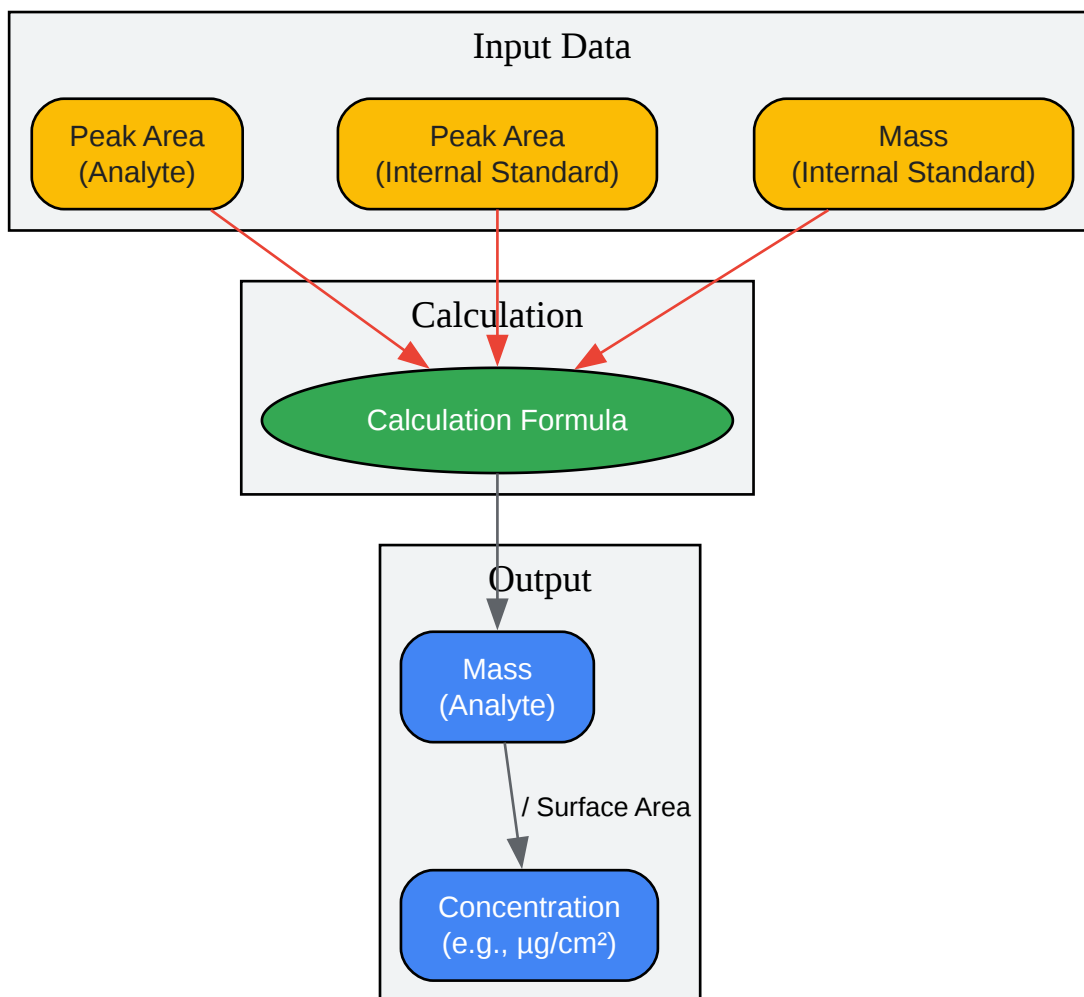 Input Data
Peak Area
(Analyte)
Peak Area
(Internal Standard)
Mass
(Internal Standard)
Calculation
Calculation Formula
Output
Mass
(Analyte)
/ Surface Area
Concentration
(e.g., µg/cm²)